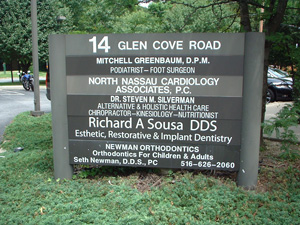 14 GLEN COVE ROAD
MITCHELL GREENBAUM, D.P.M.
PODIATRIST - FOOT SURGEON
NORTH NASSAU CARDIOLOGY
ASSOCIATES, P.C.
DR. STEVEN M. SILVERMAN
ALTERNATIVE & HOLISTIC HEALTH CARE
CHIROPRACTOR-KINESIOLOGY-NUTRITIONIST
Richard A Sousa DDS
Esthetic, Restorative & Implant Dentistry
NEWMAN ORTHODONTICS
Orthodontics For Children & Adults
Seth Newman, D.D.S., PC 516-626-2060